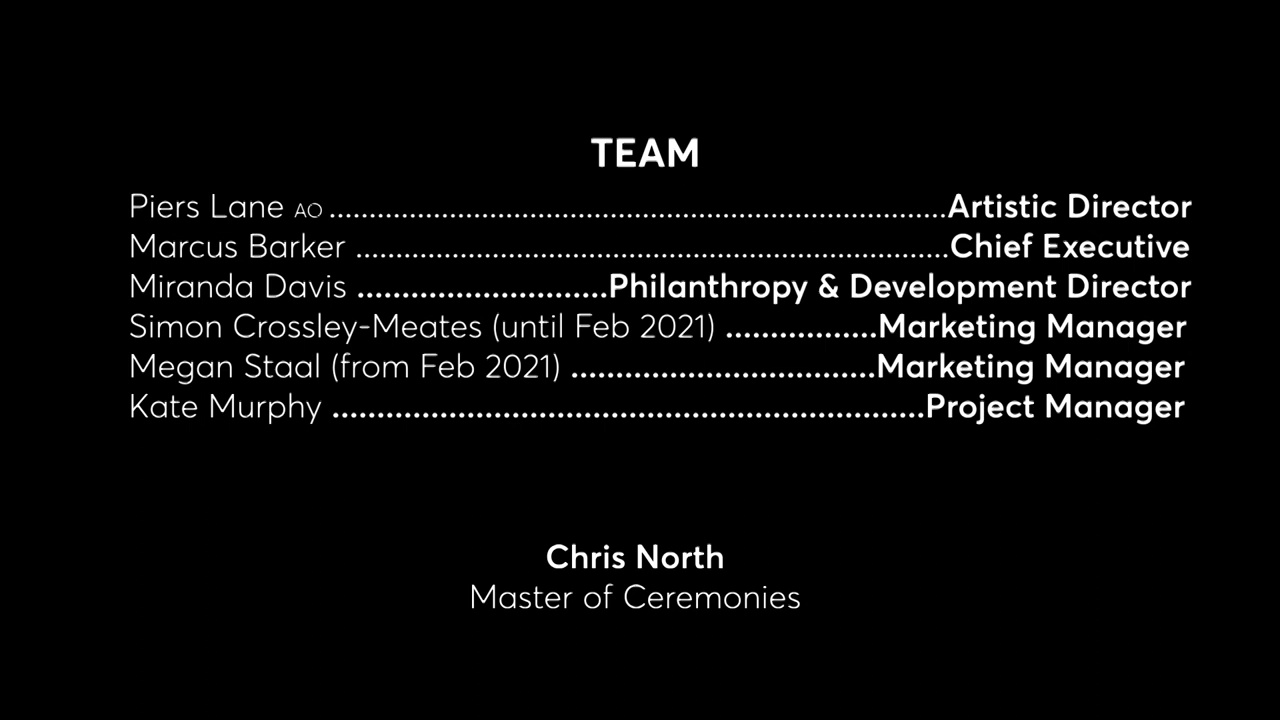 TEAM
Piers Lane AO ......................................................................Artistic Director
Marcus Barker ...................................................................Chief Executive
Miranda Davis ............................Philanthropy & Development Director
Simon Crossley-Meates (until Feb 2021) .................Marketing Manager
Megan Staal (from Feb 2021) ..................................Marketing Manager
Kate Murphy ..................................................................Project Manager
Chris North
Master of Ceremonies